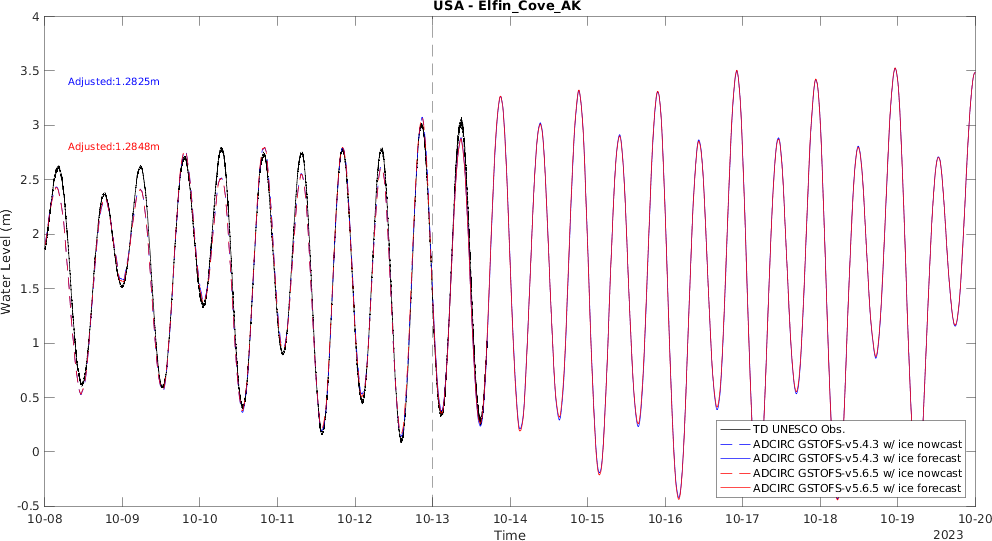 USA - Elfin_Cove_AK
4
3.5
3
2.5
2
1.5
1
0.5
0
-0.5
Water Level (m)
Adjusted:1.2825m
Adjusted:1.2848m
TD UNESCO Obs.
ADCIRC GSTOFS-v5.4.3 w/ ice nowcast
ADCIRC GSTOFS-v5.4.3 w/ ice forecast
ADCIRC GSTOFS-v5.6.5 w/ ice nowcast
ADCIRC GSTOFS-v5.6.5 w/ ice forecast
10-08 10-09 10-10 10-11 10-12 10-13 10-14 10-15 10-16 10-17 10-18 10-19 10-20
Time
2023